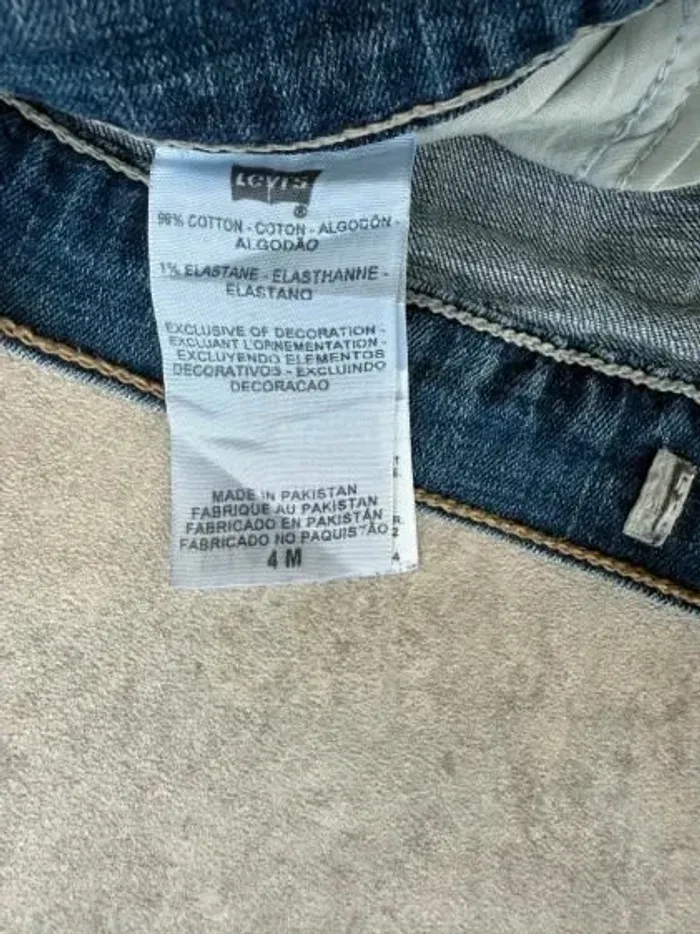 Levi's
®
99% COTTON - COTON - ALGODÓN -
ALGODÃO
1% ELASTANE - ELASTHANNE -
ELASTANO
EXCLUSIVE OF DECORATION -
EXCLUANT L'ORNEMENTATION -
EXCLUYENDO ELEMENTOS
DECORATIVOS - EXCLUINDO
DECORACAO
MADE IN PAKISTAN
FABRIQUE AU PAKISTAN
FABRICADO EN PAKISTÁN
FABRICADO NO PAQUISTÃO
4 M